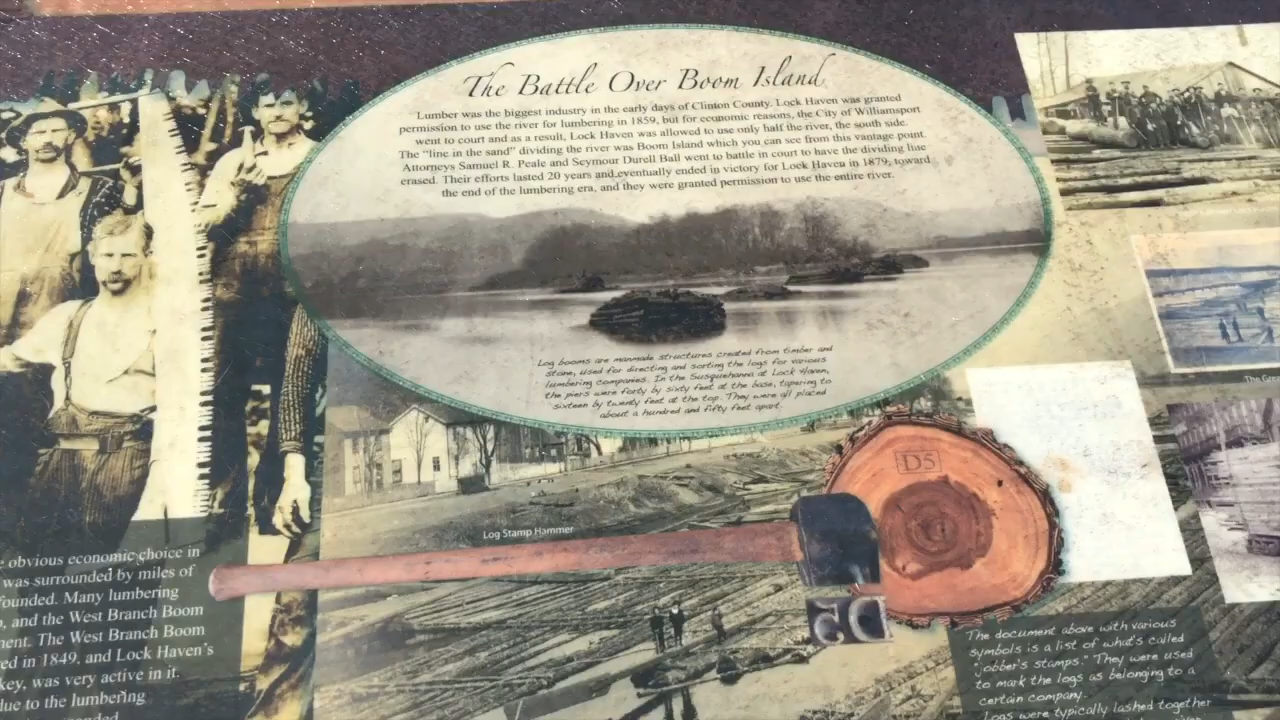 The Battle Over Boom Island
Lumber was the biggest industry in the early days of Clinton County. Lock Haven was granted
permission to use the river for lumbering in 1859, but for economic reasons, the City of Williamsport
went to court and as a result, Lock Haven was allowed to use only half the river, the south side.
The "line in the sand" dividing the river was Boom Island which you can see from this vantage point.
Attorneys Samuel R. Peale and Seymour Durell Ball went to battle in court to have the dividing line
erased. Their efforts lasted 20 years and eventually ended in victory for Lock Haven in 1879, toward
the end of the lumbering era, and they were granted permission to use the entire river.
Log booms are manmade structures created from timber and
stone, used for directing and sorting the logs for various
lumbering companies. In the Susquehanna at Lock Haven,
the piers were forty by sixty feet at the base, tapering to
sixteen by twenty feet at the top. They were all placed
about a hundred and fifty feet apart.
The Gre
D5
Log Stamp Hammer
D5
obvious economic choice in
was surrounded by miles of
founded. Many lumbering
, and the West Branch Boom
ment. The West Branch Boom
ed in 1849, and Lock Haven's
key, was very active in it.
due to the lumbering
The document above with various
symbols is a list of what's called
"jobber's stamps." They were used
to mark the logs as belonging to a
certain company.
Logs were typically lashed together